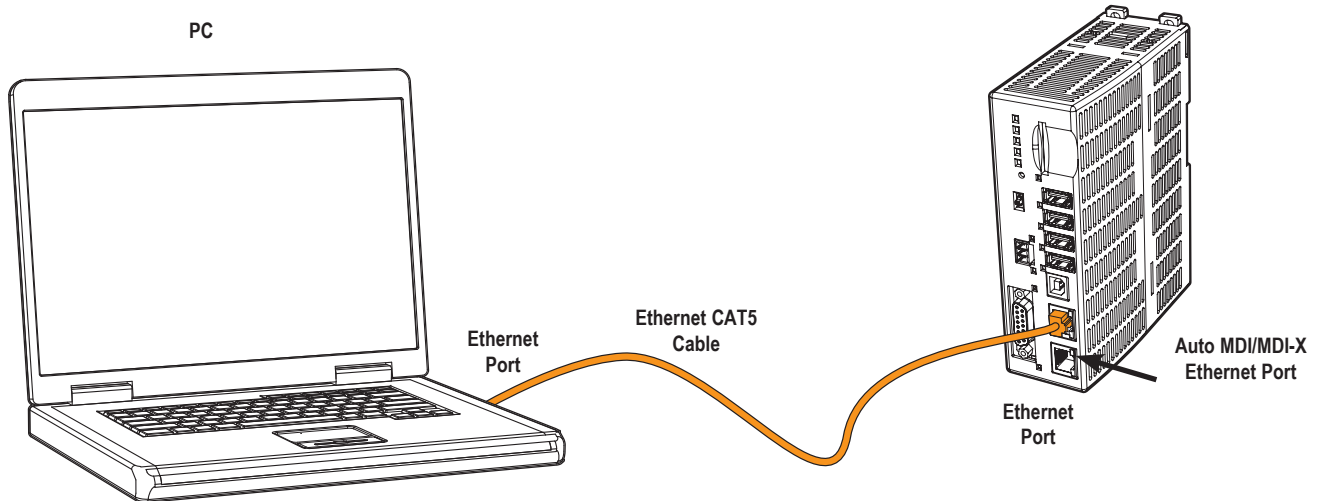 PC
Ethernet
Port
Ethernet CAT5
Cable
Auto MDI/MDI-X
Ethernet Port
Ethernet
Port